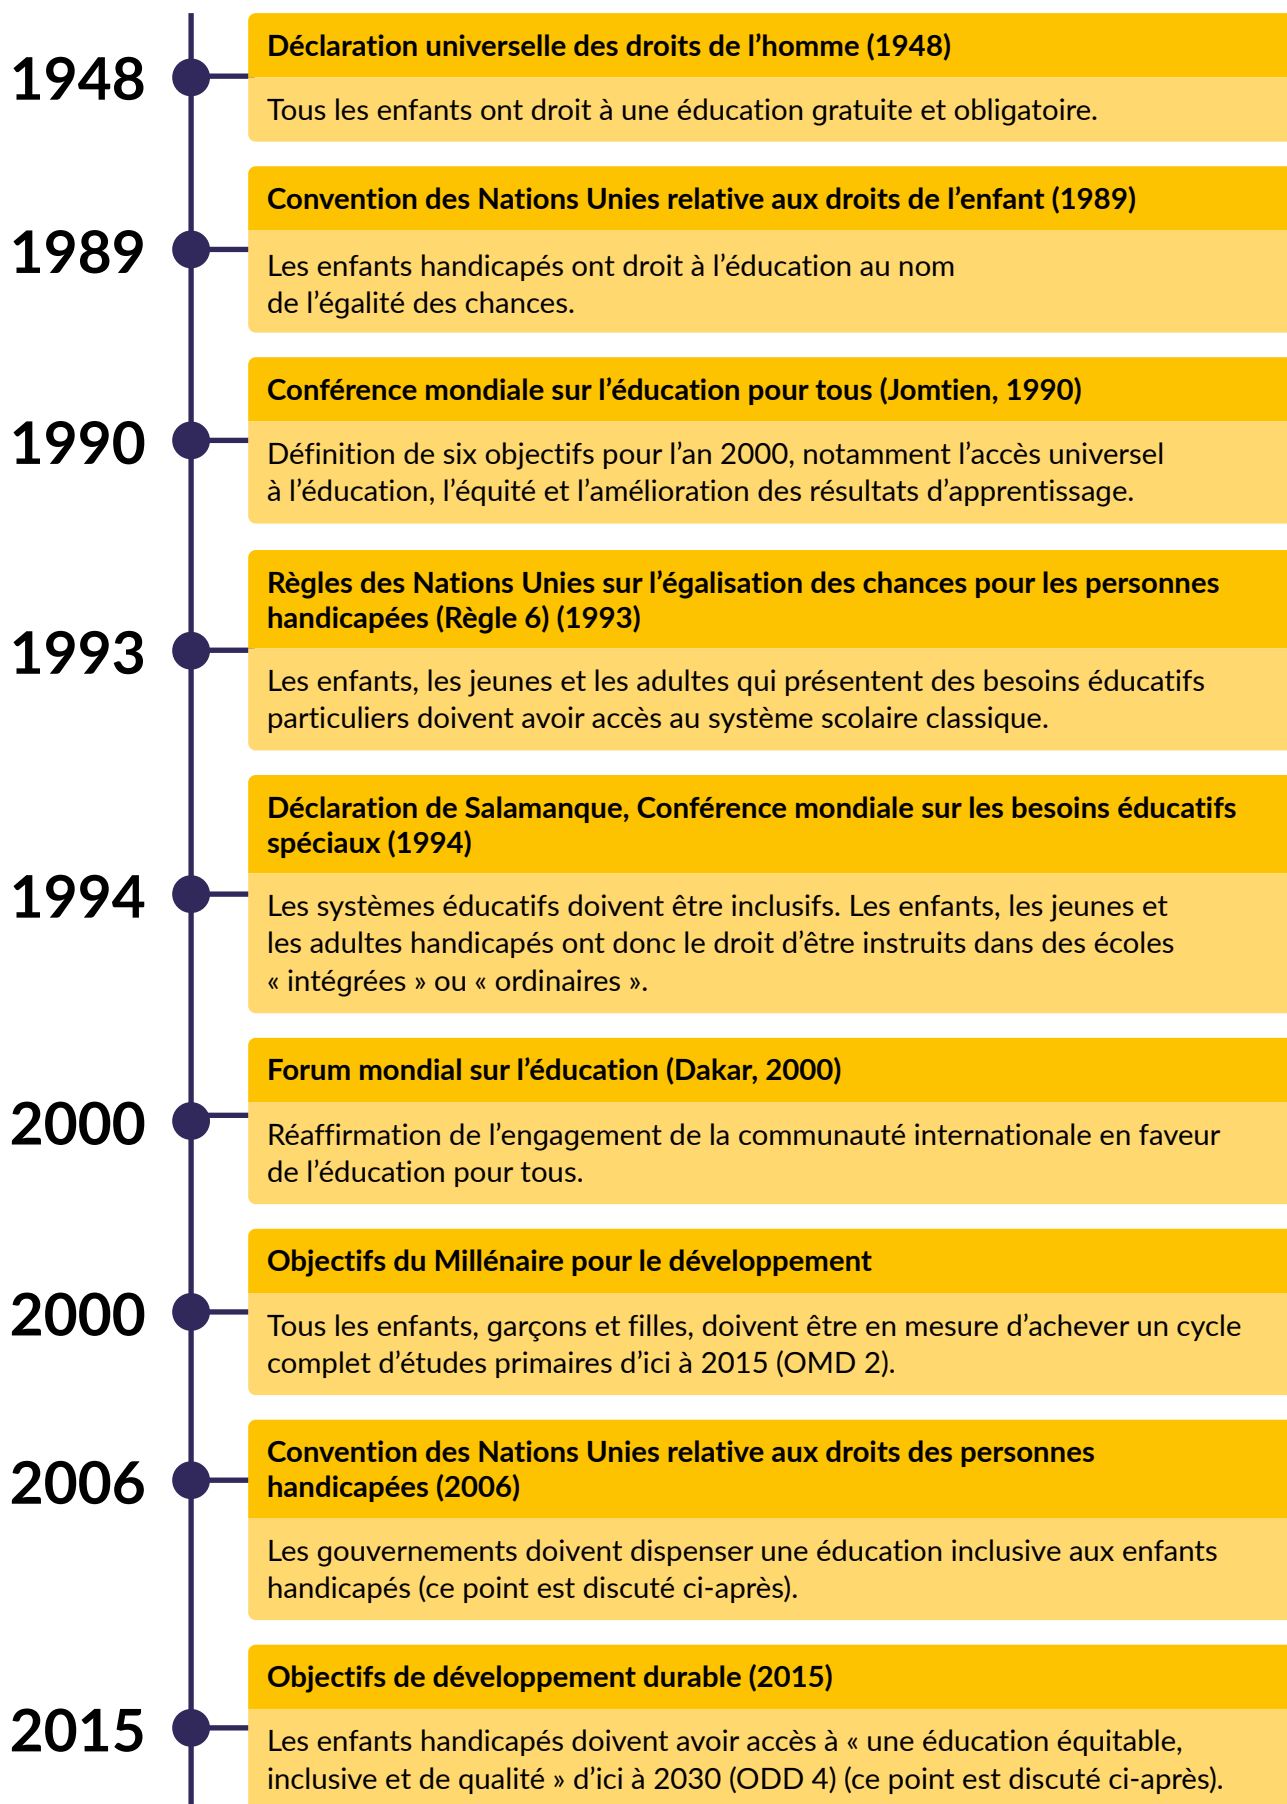 1948
Déclaration universelle des droits de l’homme (1948)
Tous les enfants ont droit à une éducation gratuite et obligatoire.
1989
Convention des Nations Unies relative aux droits de l’enfant (1989)
Les enfants handicapés ont droit à l’éducation au nom
de l’égalité des chances.
1990
Conférence mondiale sur l’éducation pour tous (Jomtien, 1990)
Définition de six objectifs pour l’an 2000, notamment l’accès universel
à l’éducation, l’équité et l’amélioration des résultats d’apprentissage.
1993
Règles des Nations Unies sur l’égalisation des chances pour les personnes
handicapées (Règle 6) (1993)
Les enfants, les jeunes et les adultes qui présentent des besoins éducatifs
particuliers doivent avoir accès au système scolaire classique.
1994
Déclaration de Salamanque, Conférence mondiale sur les besoins éducatifs
spéciaux (1994)
Les systèmes éducatifs doivent être inclusifs. Les enfants, les jeunes et
les adultes handicapés ont donc le droit d’être instruits dans des écoles
« intégrées » ou « ordinaires ».
2000
Forum mondial sur l’éducation (Dakar, 2000)
Réaffirmation de l’engagement de la communauté internationale en faveur
de l’éducation pour tous.
2000
Objectifs du Millénaire pour le développement
Tous les enfants, garçons et filles, doivent être en mesure d’achever un cycle
complet d’études primaires d’ici à 2015 (OMD 2).
2006
Convention des Nations Unies relative aux droits des personnes
handicapées (2006)
Les gouvernements doivent dispenser une éducation inclusive aux enfants
handicapés (ce point est discuté ci-après).
2015
Objectifs de développement durable (2015)
Les enfants handicapés doivent avoir accès à « une éducation équitable,
inclusive et de qualité » d’ici à 2030 (ODD 4) (ce point est discuté ci-après).